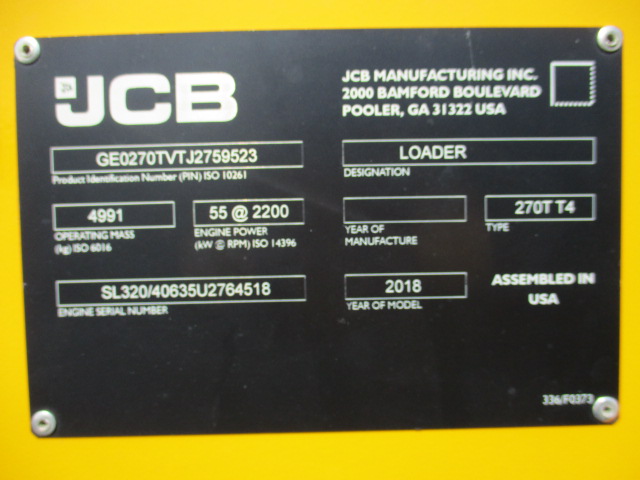 JCB
JCB MANUFACTURING INC.
2000 BAMFORD BOULEVARD
POOLER, GA 31322 USA
GE0270TVTJ2759523
Product Identification Number (PIN) ISO 10261
LOADER
DESIGNATION
4991
OPERATING MASS
(kg) ISO 6016
55 @ 2200
ENGINE POWER
(kW @ RPM) ISO 14396
YEAR OF
MANUFACTURE
270T T4
TYPE
SL320/40635U2764518
ENGINE SERIAL NUMBER
2018
YEAR OF MODEL
ASSEMBLED IN
USA
336/F0373